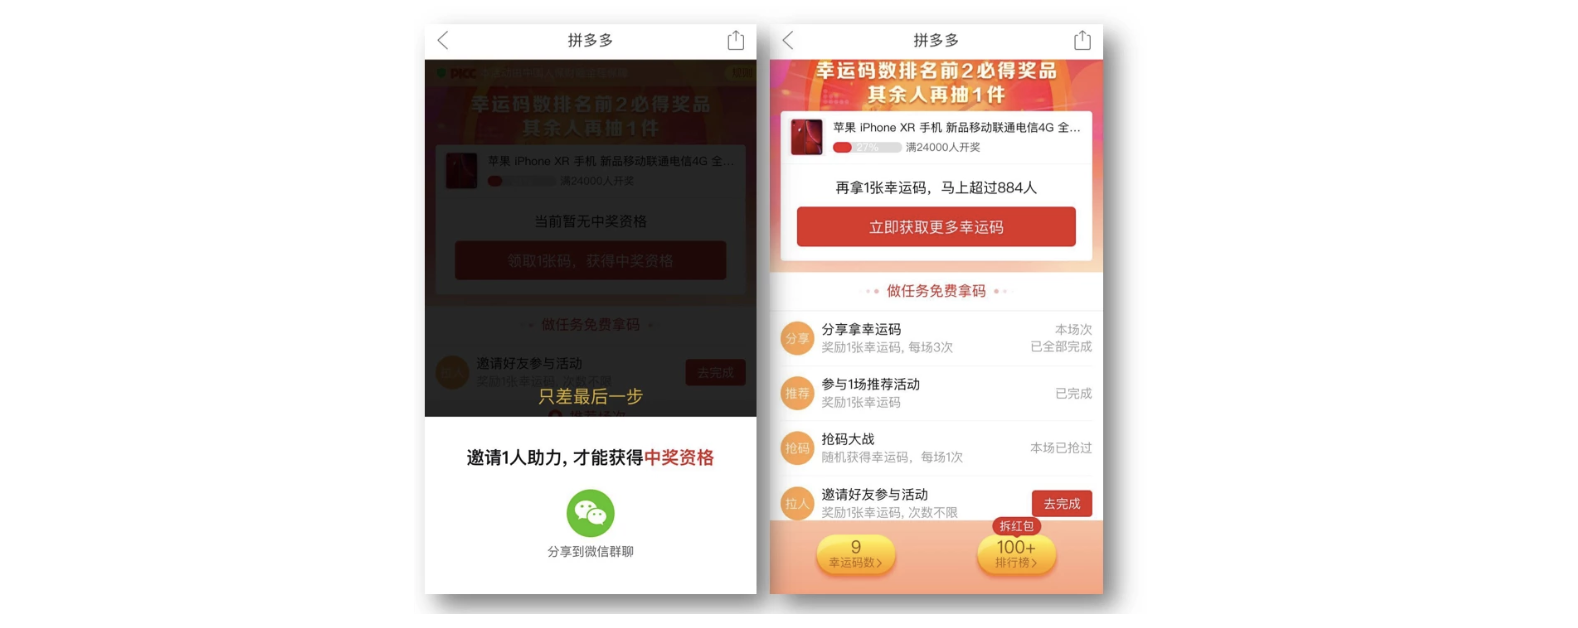 拼多多
PICC
幸运码数排名前2必得奖品
其余人再抽1件
苹果 iPhone XR 手机 新品移动联通电信4G 全...
满24000人开奖
当前暂无中奖资格
领取1张码，获得中奖资格
做任务免费拿码
邀请好友参与活动
奖励1张幸运码, 次数不限
去完成
只差最后一步
邀请1人助力, 才能获得中奖资格
分享到微信群聊
拼多多
幸运码数排名前2必得奖品
其余人再抽1件
苹果 iPhone XR 手机 新品移动联通电信4G 全...
27%
满24000人开奖
再拿1张幸运码，马上超过884人
立即获取更多幸运码
做任务免费拿码
分享
分享拿幸运码
奖励1张幸运码, 每场3次
本场次
已全部完成
推荐
参与1场推荐活动
奖励1张幸运码
已完成
抢码
抢码大战
随机获得幸运码，每场1次
本场已抢过
拉人
邀请好友参与活动
奖励1张幸运码, 次数不限
去完成
拆红包
9
幸运码数>
100+
排行榜>